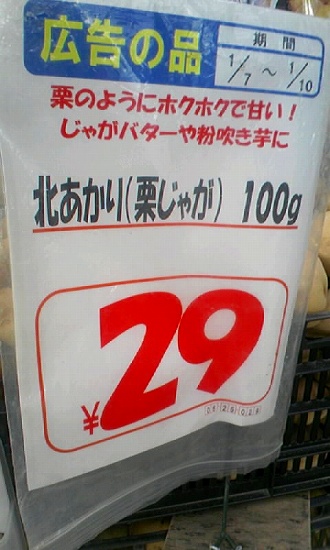 広告の品
期間
1/7 ~ 1/10
栗のようにホクホクで甘い!
じゃがバターや粉吹き芋に
北あかり(栗じゃが) 100g
¥29